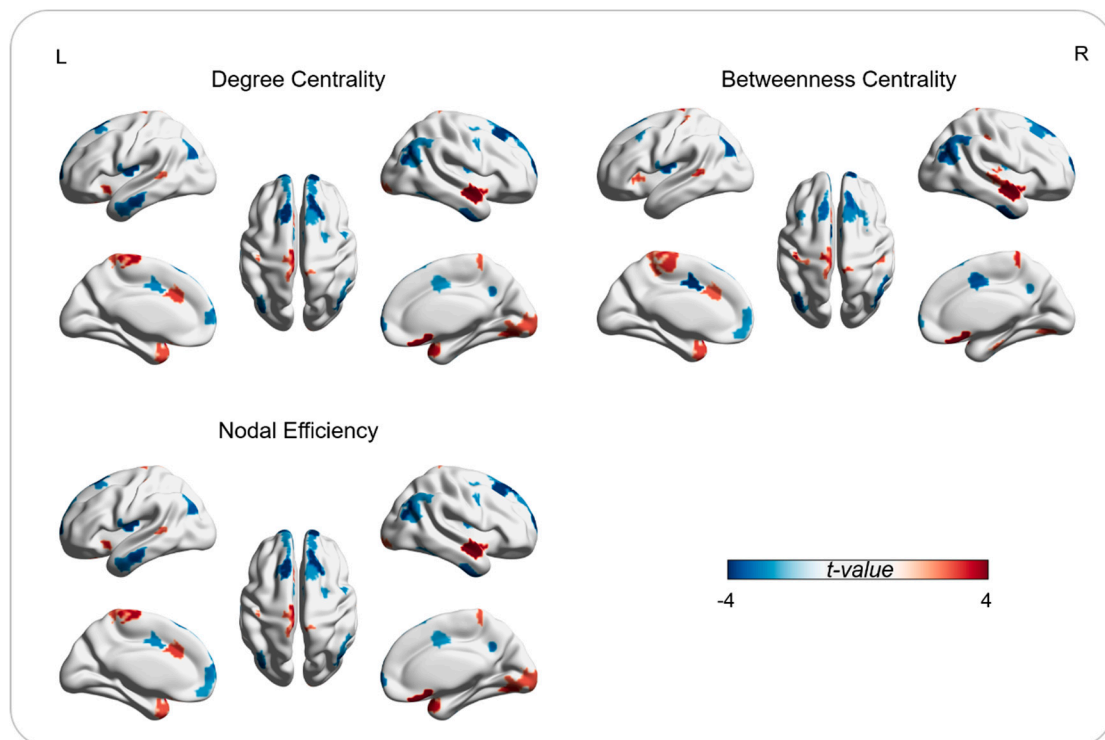 L
R
Degree Centrality
Betweenness Centrality
Nodal Efficiency
t-value
-4
4